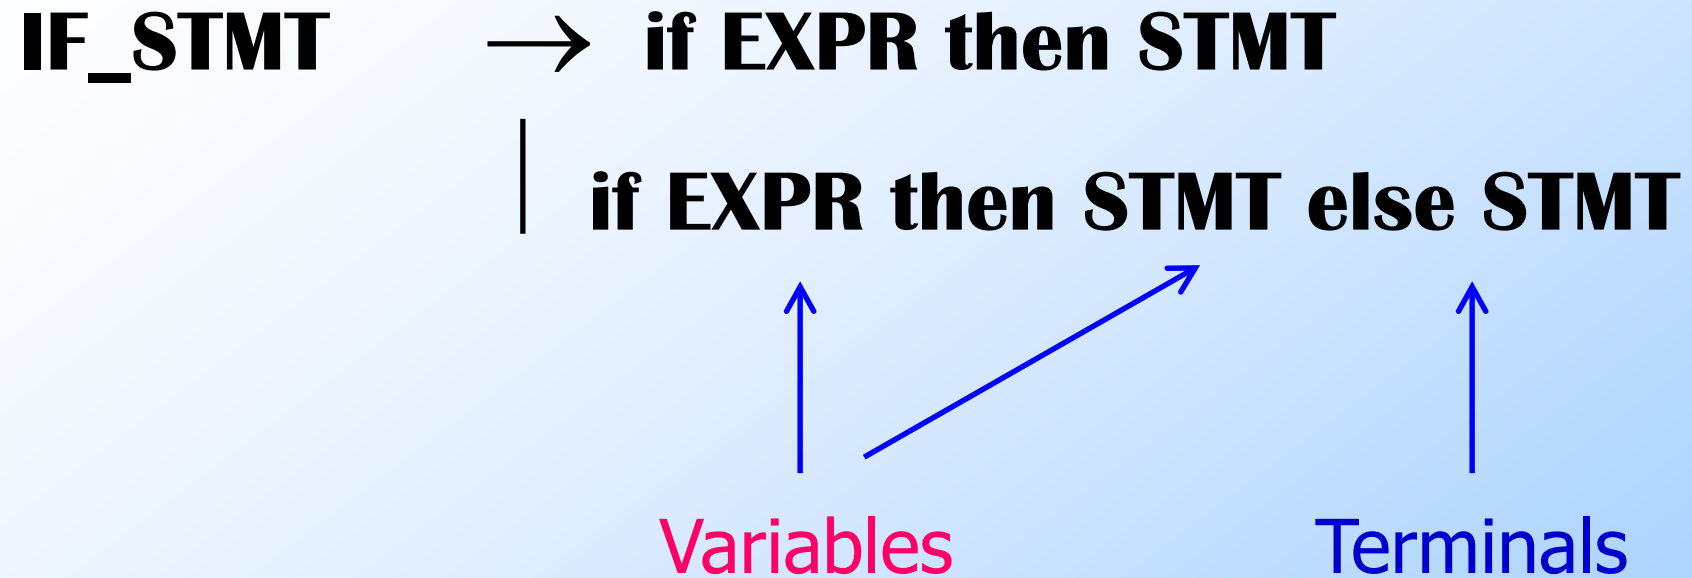 IF_STMT → if EXPR then STMT
| if EXPR then STMT else STMT
Variables Terminals